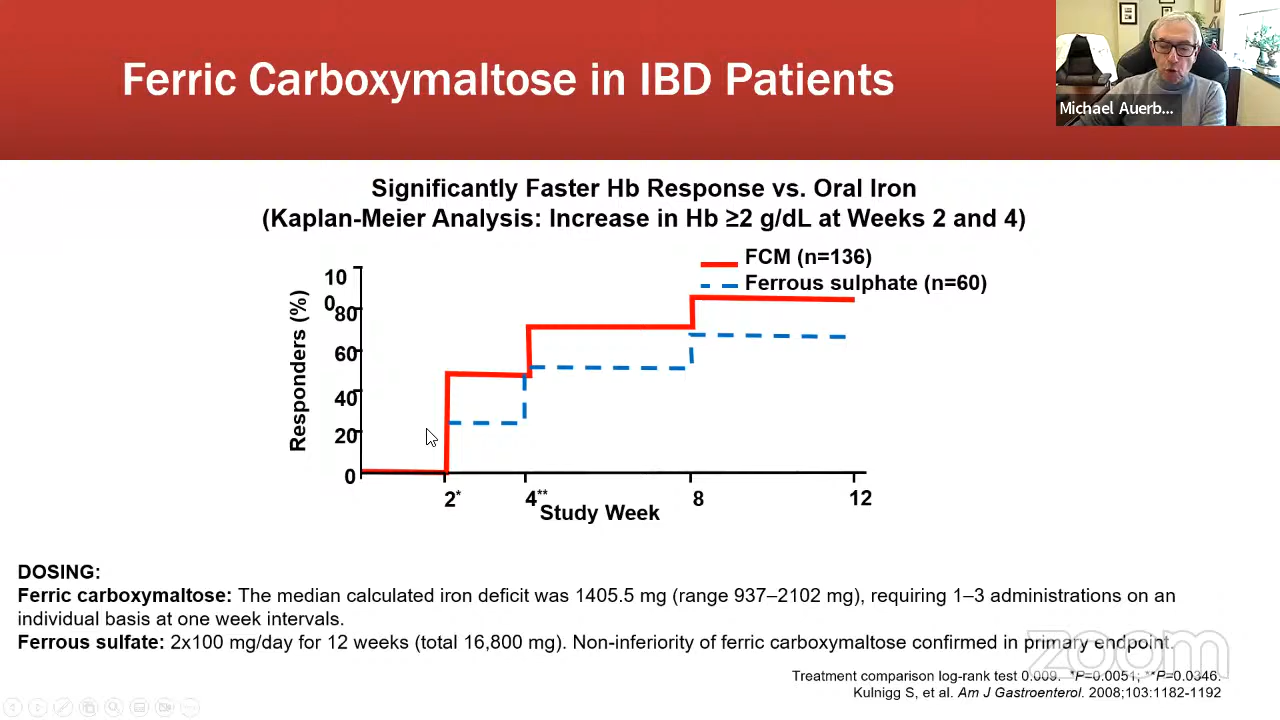 Ferric Carboxymaltose in IBD Patients
Michael Auerb...
Significantly Faster Hb Response vs. Oral Iron
(Kaplan-Meier Analysis: Increase in Hb ≥2 g/dL at Weeks 2 and 4)
FCM (n=136)
Ferrous sulphate (n=60)
Responders (%)
10
0
80
60
40
20
0
2* 4** 8 12
Study Week
DOSING:
Ferric carboxymaltose: The median calculated iron deficit was 1405.5 mg (range 937–2102 mg), requiring 1–3 administrations on an
individual basis at one week intervals.
Ferrous sulfate: 2x100 mg/day for 12 weeks (total 16,800 mg). Non-inferiority of ferric carboxymaltose confirmed in primary endpoint.
zoom
Treatment comparison log-rank test 0.009. *P=0.0051; **P=0.0346.
Kulnigg S, et al. Am J Gastroenterol. 2008;103:1182-1192